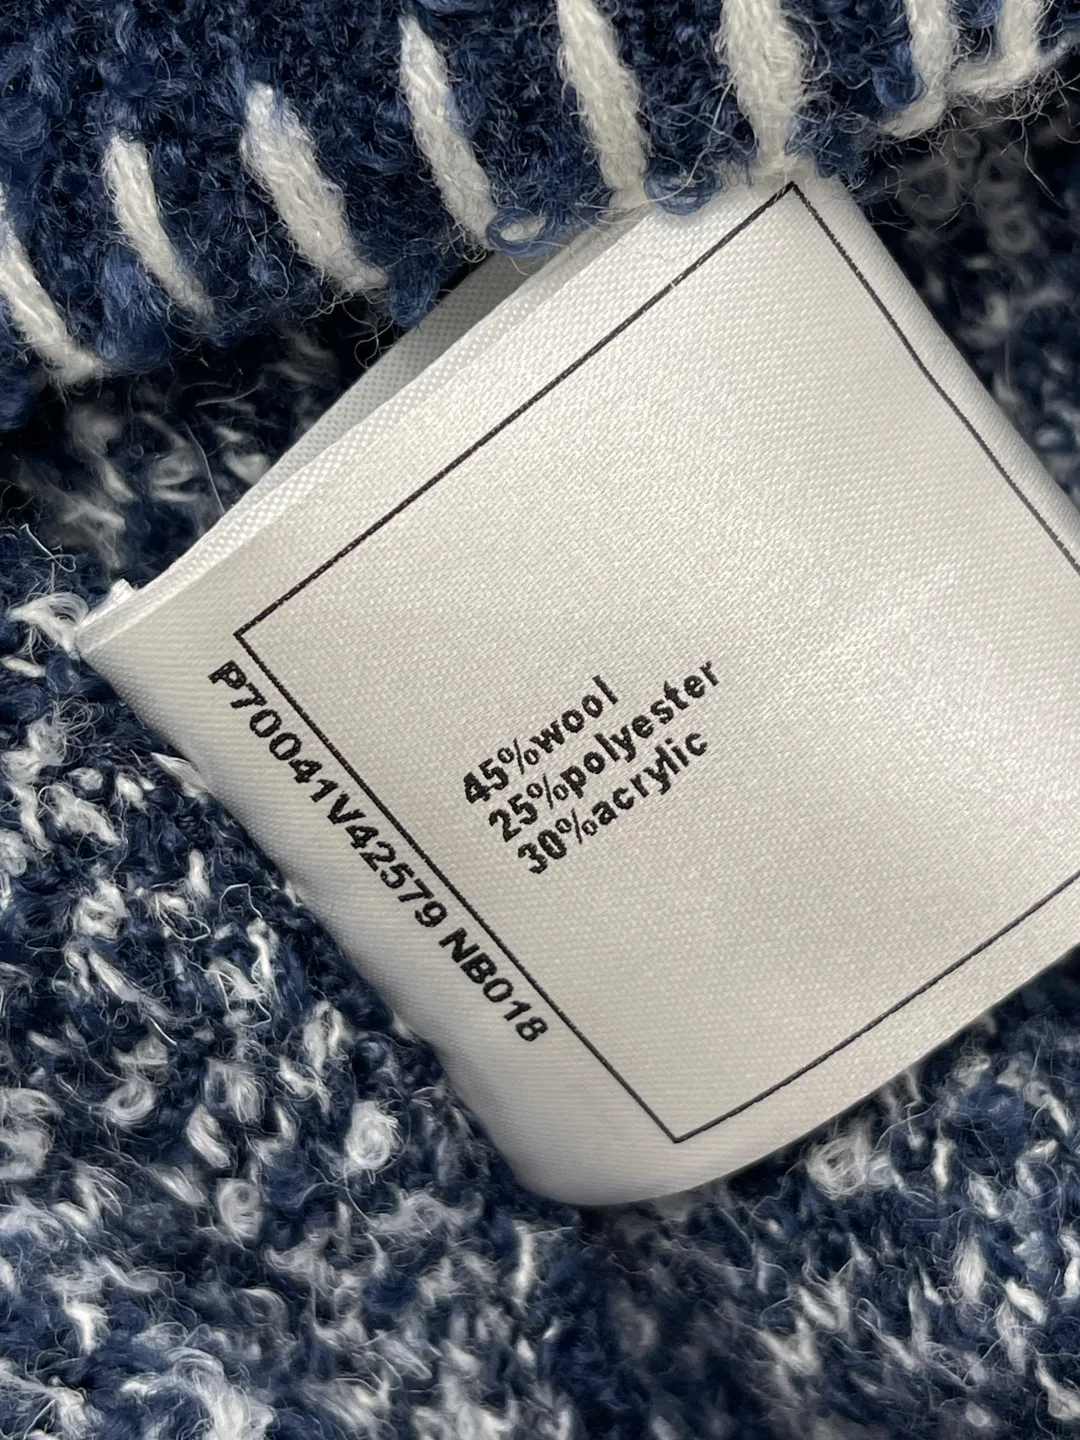 45%wool
25%polyester
30%acrylic
P70041V42579 NB018